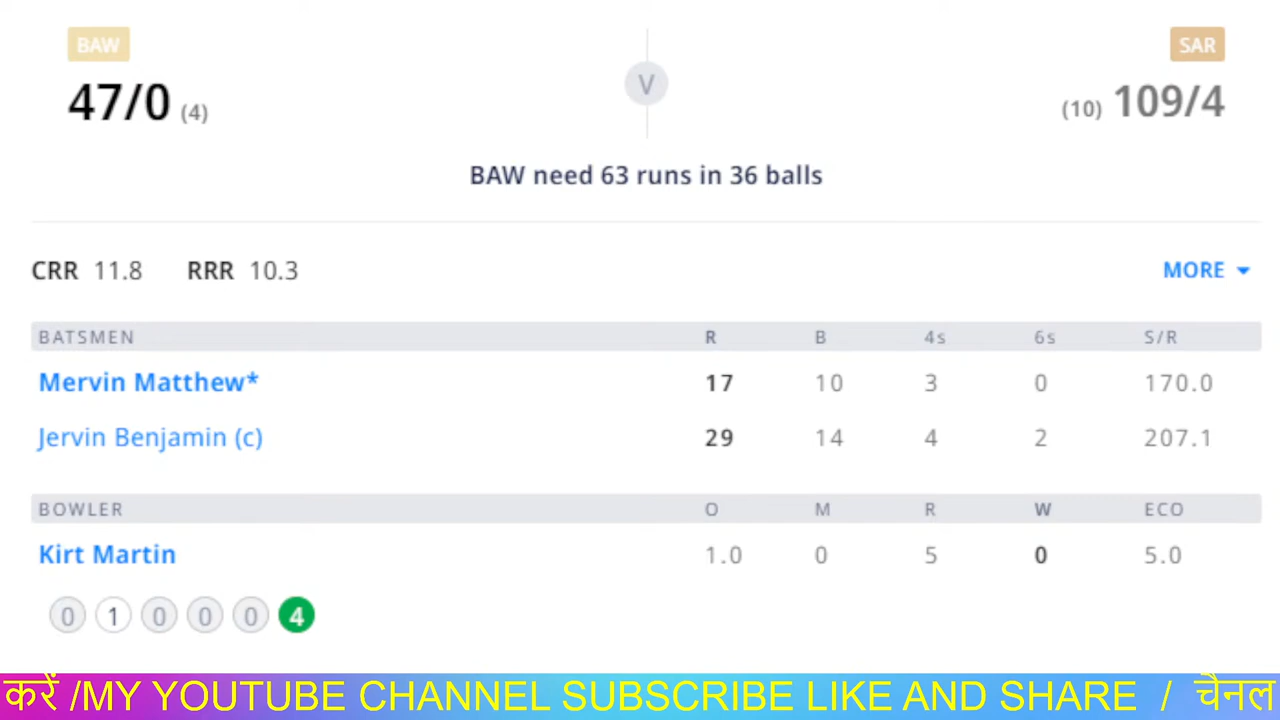 BAW
SAR
47/0 (4)
V
(10) 109/4
BAW need 63 runs in 36 balls
CRR 11.8 RRR 10.3
MORE
BATSMEN R B 4s 6s S/R
Mervin Matthew* 17 10 3 0 170.0
Jervin Benjamin (c) 29 14 4 2 207.1
BOWLER O M R W ECO
Kirt Martin 1.0 0 5 0 5.0
0 1 0 0 0 4
करें /MY YOUTUBE CHANNEL SUBSCRIBE LIKE AND SHARE / चैनल